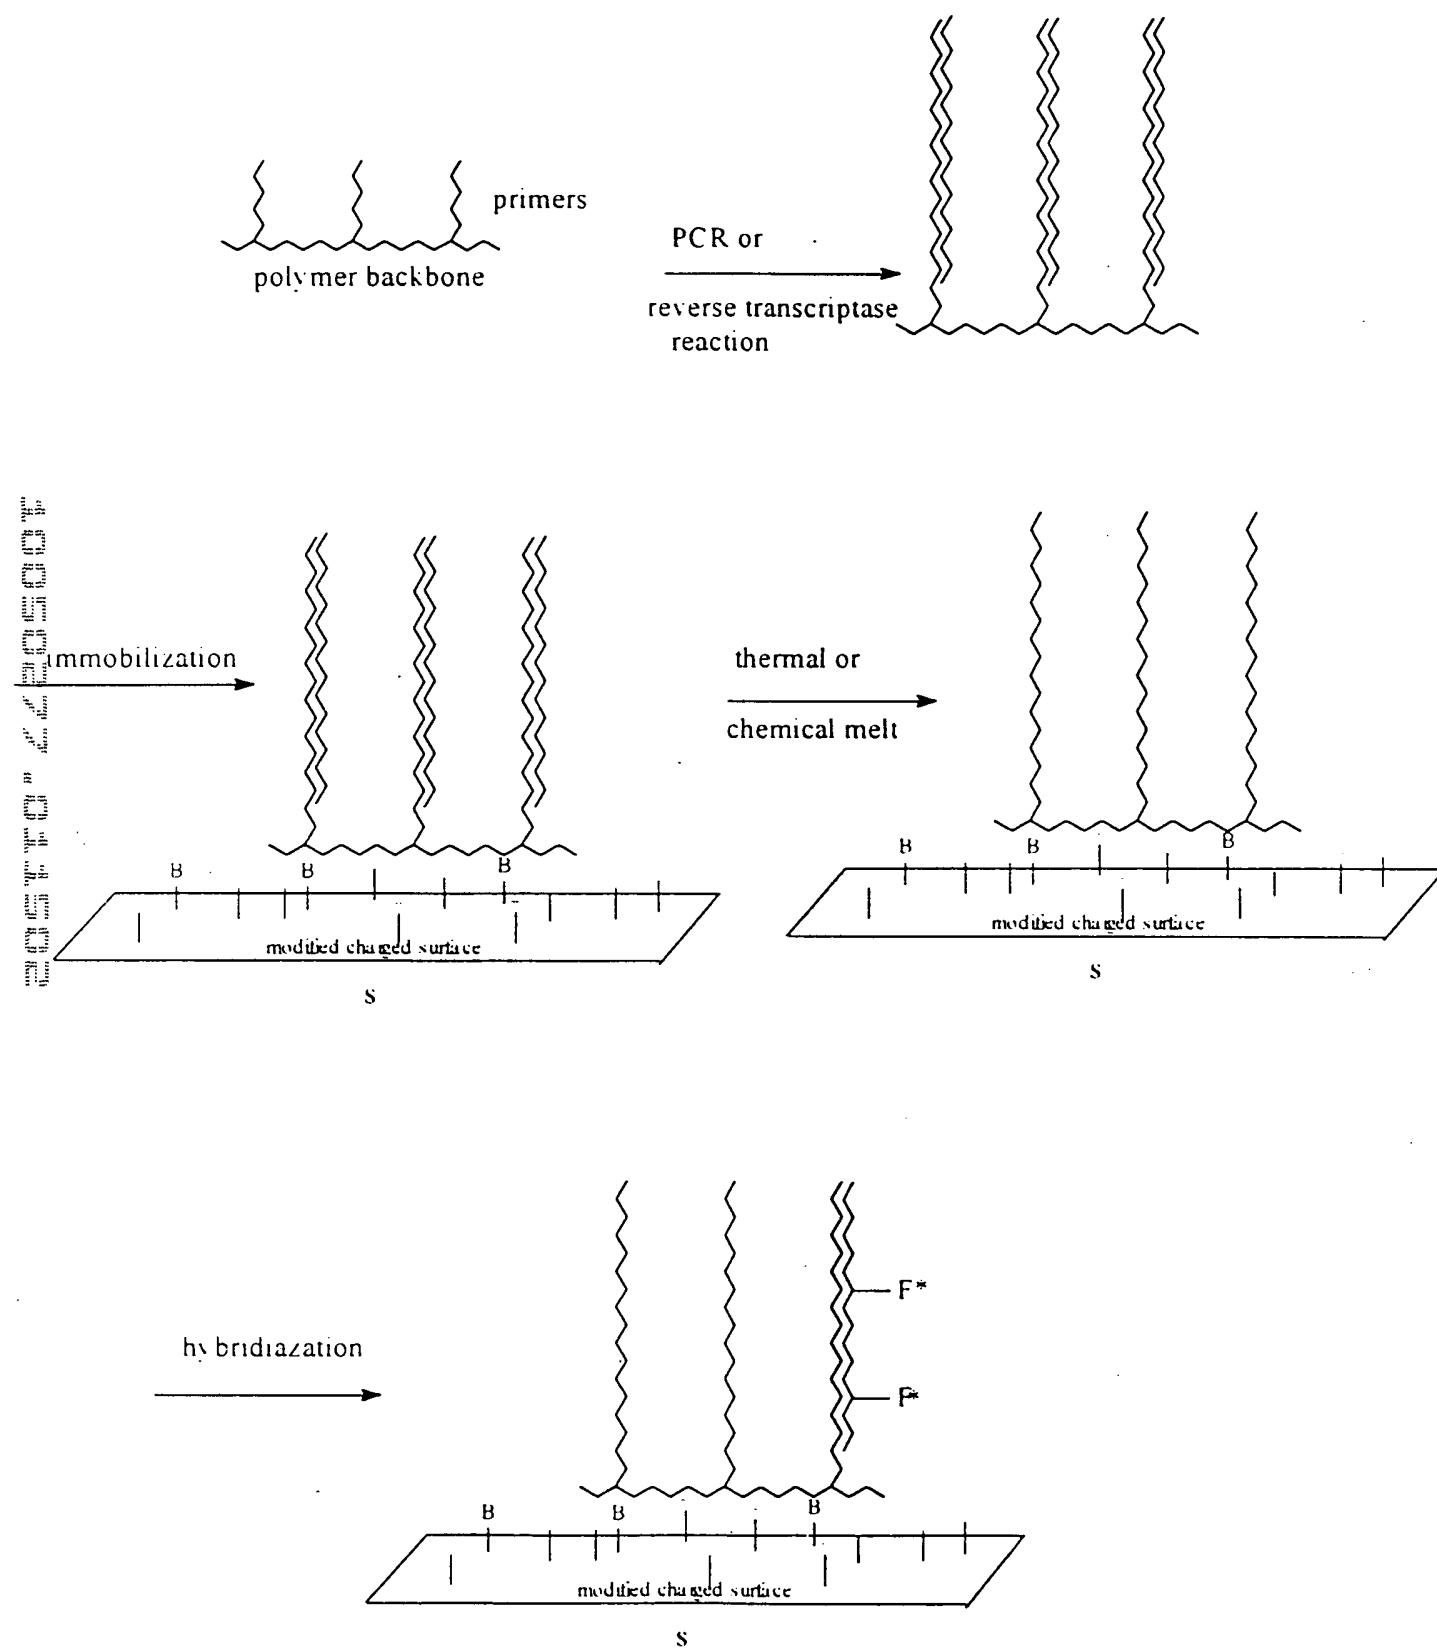 primers
polymer backbone
PCR or
reverse transcriptase
reaction
immobilization
B
B
B
modified charged surface
S
thermal or
chemical melt
B
B
B
modified charged surface
S
hybridiazation
F*
F*
B
B
B
modified charged surface
S